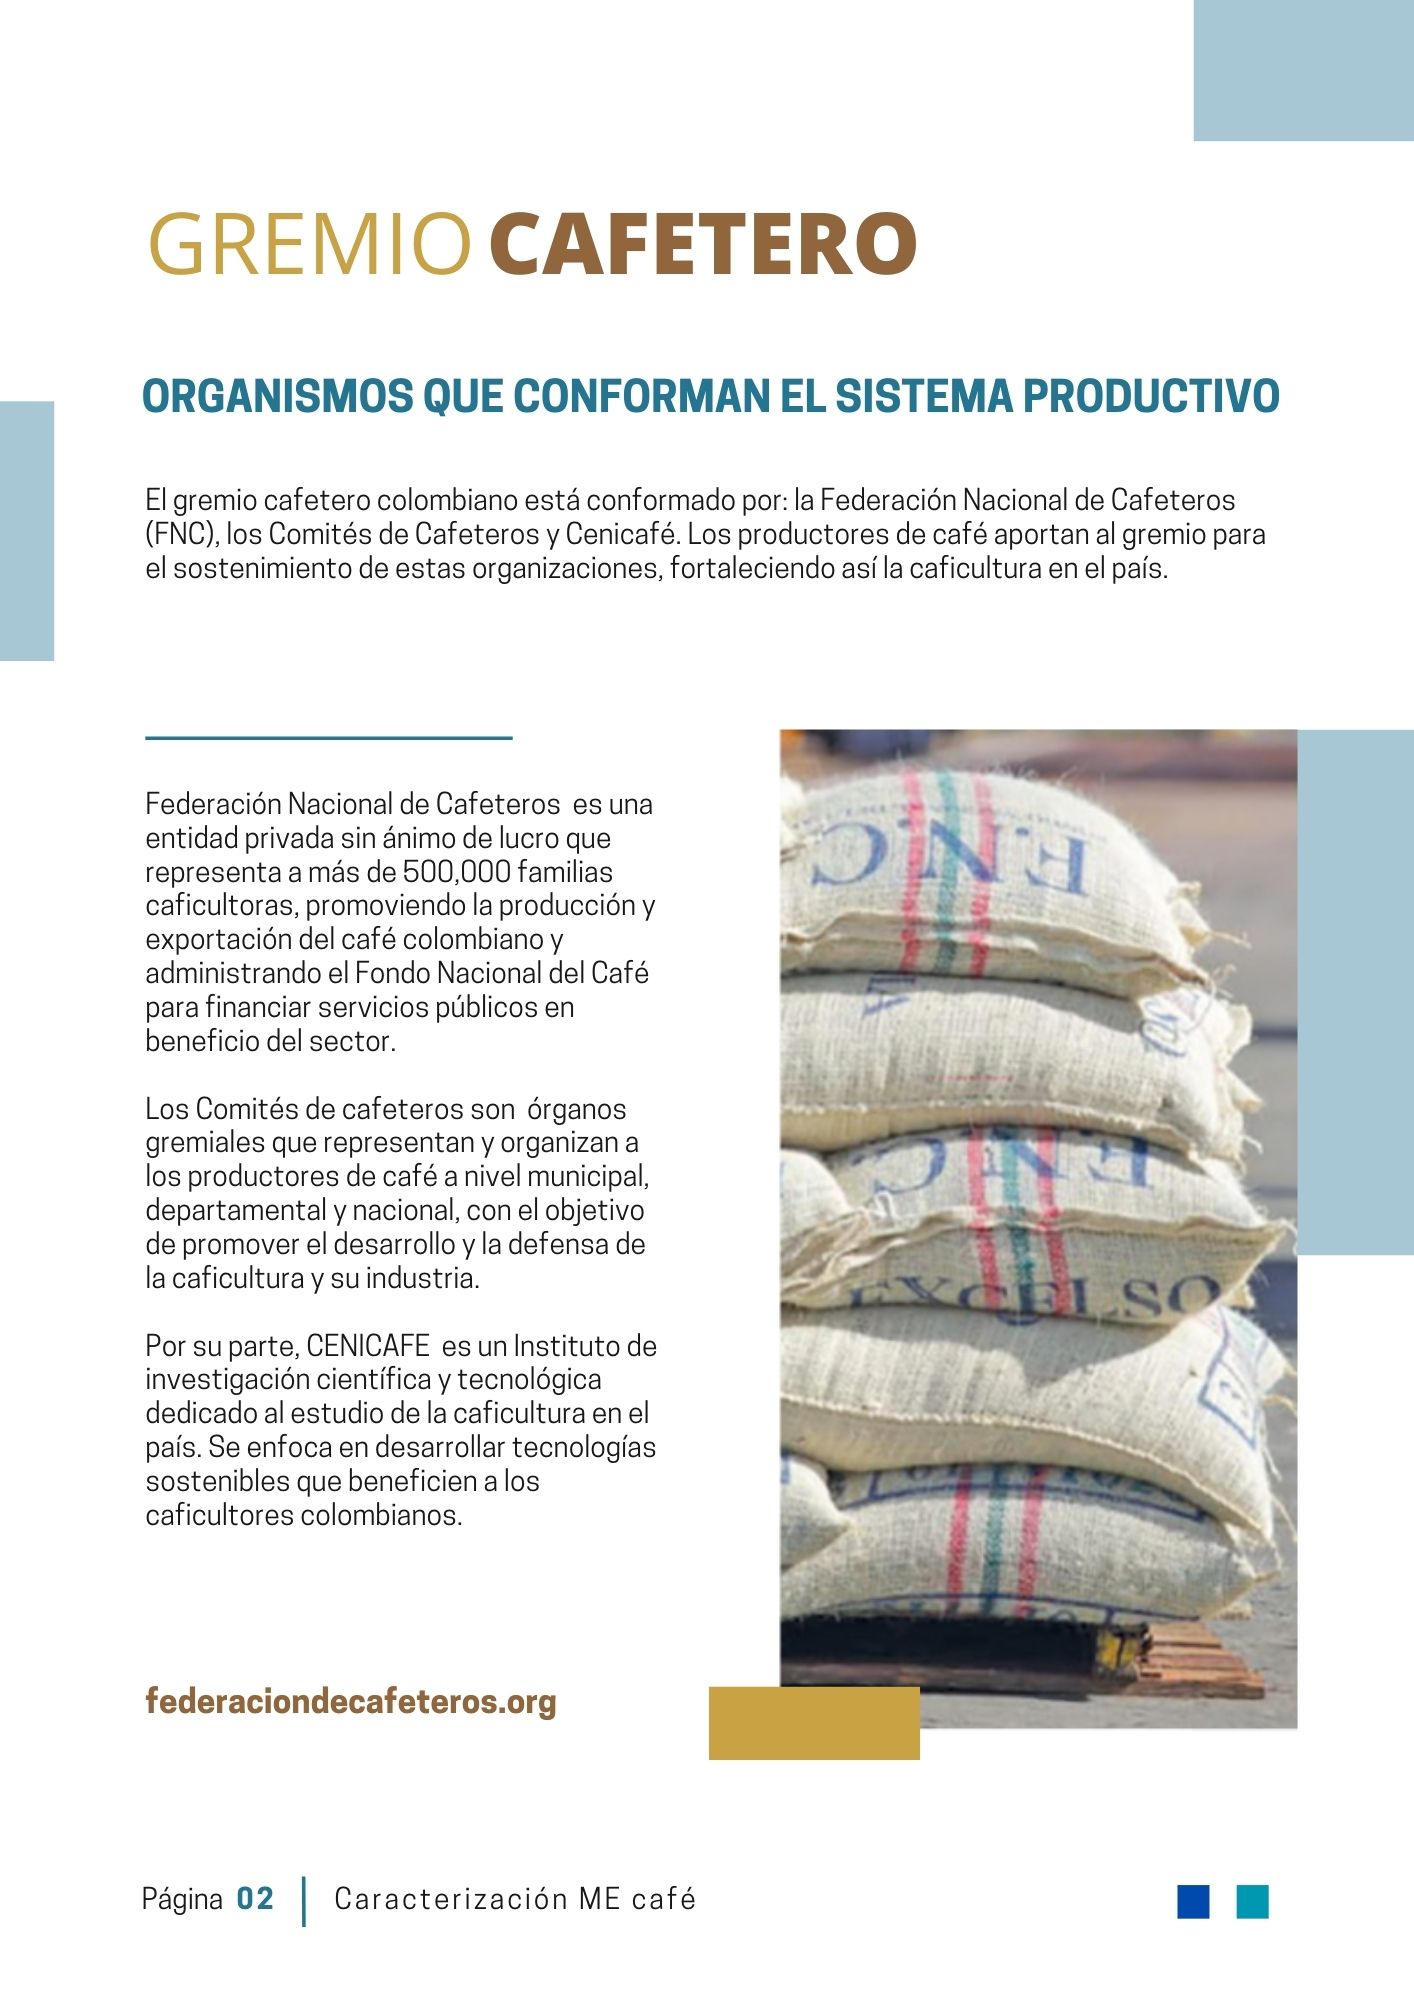 GREMIO CAFETERO
ORGANISMOS QUE CONFORMAN EL SISTEMA PRODUCTIVO
El gremio cafetero colombiano está conformado por: la Federación Nacional de Cafeteros
(FNC), los Comités de Cafeteros y Cenicafé. Los productores de café aportan al gremio para
el sostenimiento de estas organizaciones, fortaleciendo así la caficultura en el país.
Federación Nacional de Cafeteros es una
entidad privada sin ánimo de lucro que
representa a más de 500,000 familias
caficultoras, promoviendo la producción y
exportación del café colombiano y
administrando el Fondo Nacional del Café
para financiar servicios públicos en
beneficio del sector.
Los Comités de cafeteros son órganos
gremiales que representan y organizan a
los productores de café a nivel municipal,
departamental y nacional, con el objetivo
de promover el desarrollo y la defensa de
la caficultura y su industria.
Por su parte, CENICAFE es un Instituto de
investigación científica y tecnológica
dedicado al estudio de la caficultura en el
país. Se enfoca en desarrollar tecnologías
sostenibles que beneficien a los
caficultores colombianos.
federaciondecafeteros.org
FNC
FNC
EXCELSO
Página 02
Caracterización ME café